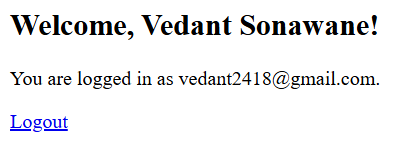 Welcome, Vedant Sonawane!
You are logged in as vedant2418@gmail.com.
Logout